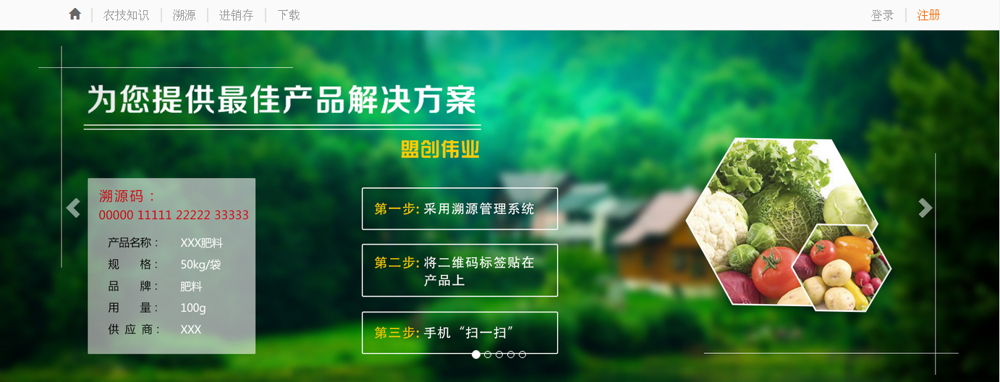 农技知识 溯源 进销存 下载 登录 注册
为您提供最佳产品解决方案
盟创伟业
溯源码：
00000 11111 22222 33333
产品名称： XXX肥料
规 格： 50kg/袋
品 牌： 肥料
用 量： 100g
供 应 商： XXX
第一步: 采用溯源管理系统
第二步: 将二维码标签贴在
产品上
第三步: 手机“扫一扫”